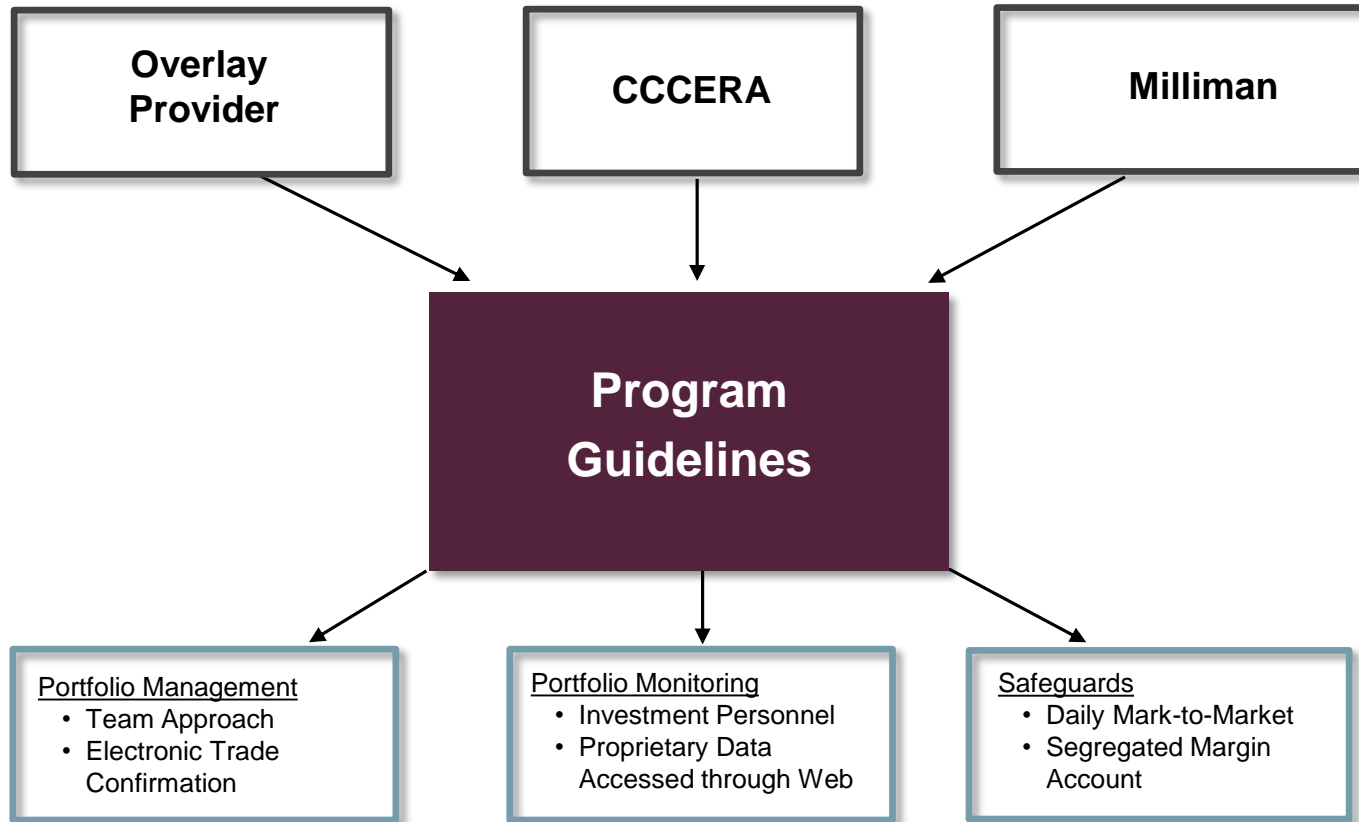 Overlay
Provider
CCCERA
Milliman
Program
Guidelines
Portfolio Management
• Team Approach
• Electronic Trade
Confirmation
Portfolio Monitoring
• Investment Personnel
• Proprietary Data
Accessed through Web
Safeguards
• Daily Mark-to-Market
• Segregated Margin
Account